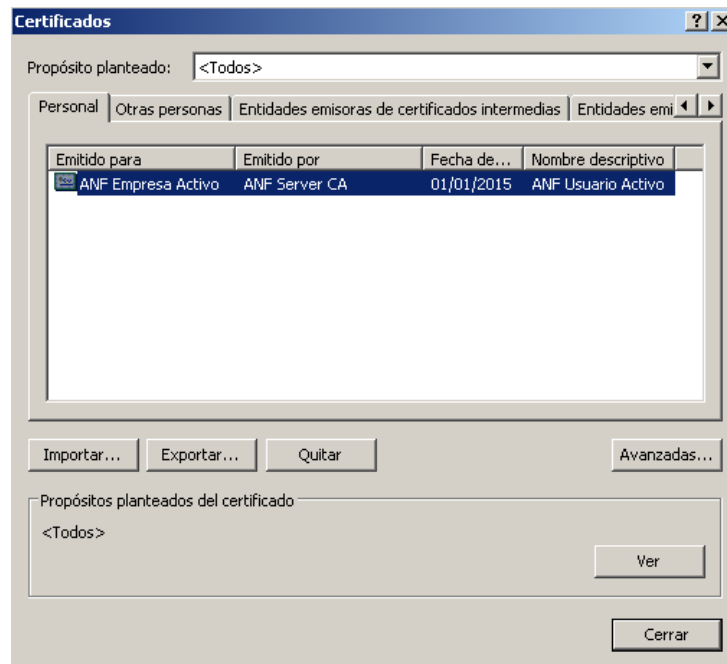 Certificados
Propósito planteado: <Todos>
Personal Otras personas Entidades emisoras de certificados intermedias Entidades emi
Emitido para Emitido por Fecha de... Nombre descriptivo
ANF Empresa Activo ANF Server CA 01/01/2015 ANF Usuario Activo
Importar... Exportar... Quitar Avanzadas...
Propósitos planteados del certificado
<Todos>
Ver
Cerrar